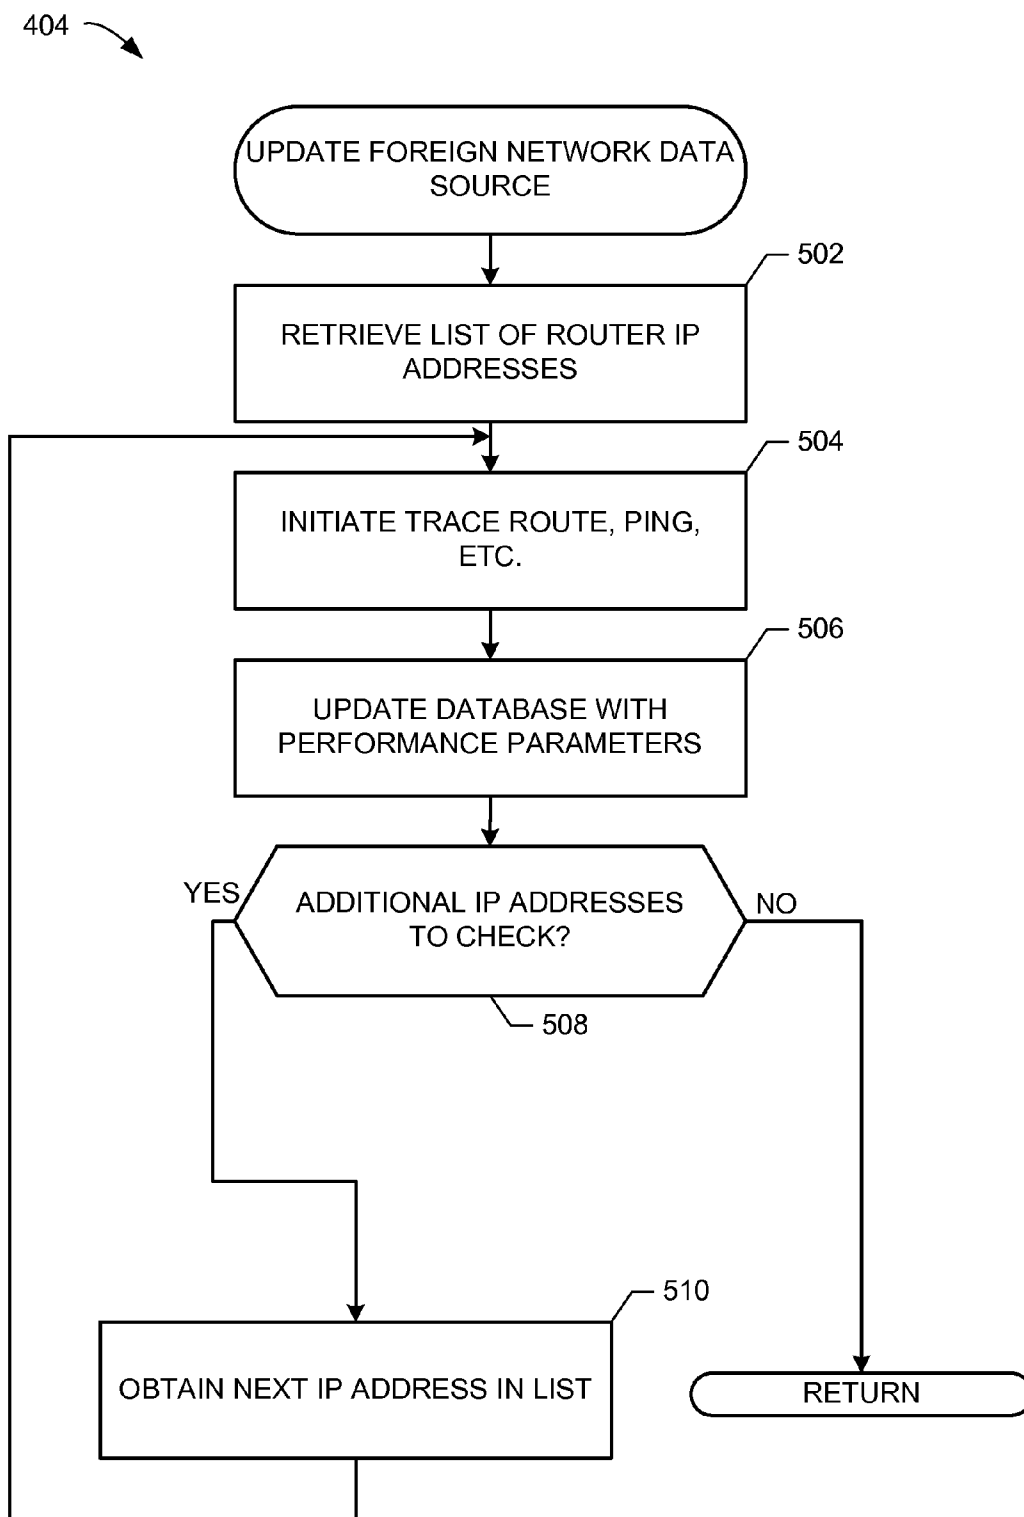 404
UPDATE FOREIGN NETWORK DATA
SOURCE
502
RETRIEVE LIST OF ROUTER IP
ADDRESSES
504
INITIATE TRACE ROUTE, PING,
ETC.
506
UPDATE DATABASE WITH
PERFORMANCE PARAMETERS
YES
ADDITIONAL IP ADDRESSES
TO CHECK?
NO
508
510
OBTAIN NEXT IP ADDRESS IN LIST
RETURN